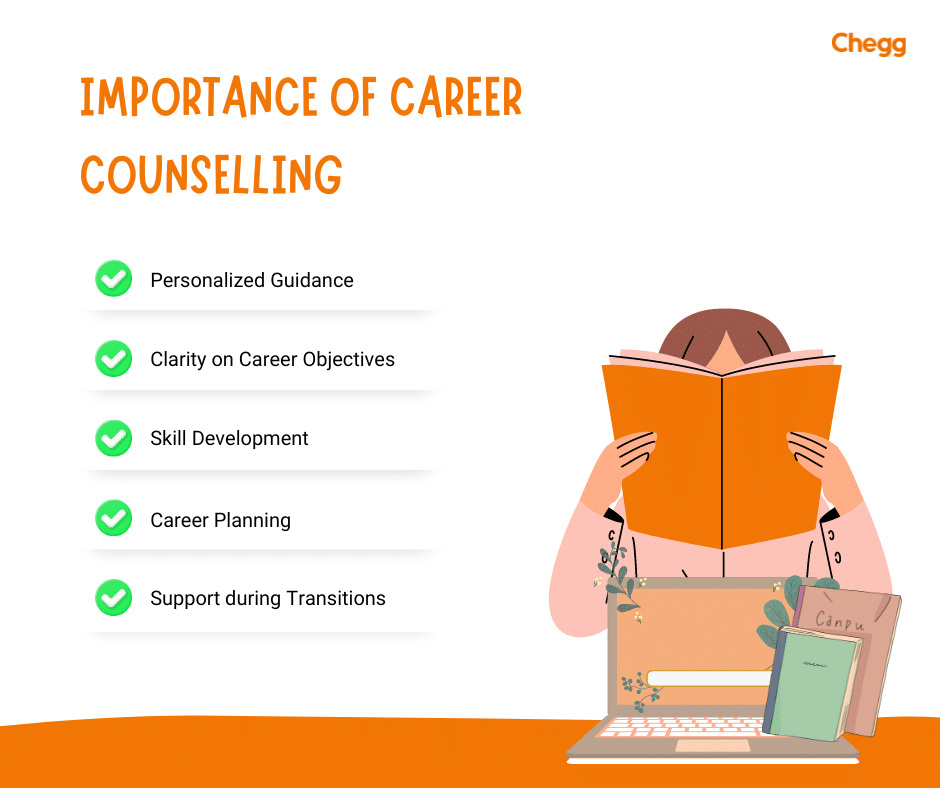 Chegg
IMPORTANCE OF CAREER
COUNSELLING
Personalized Guidance
Clarity on Career Objectives
Skill Development
Career Planning
Support during Transitions
Canpu